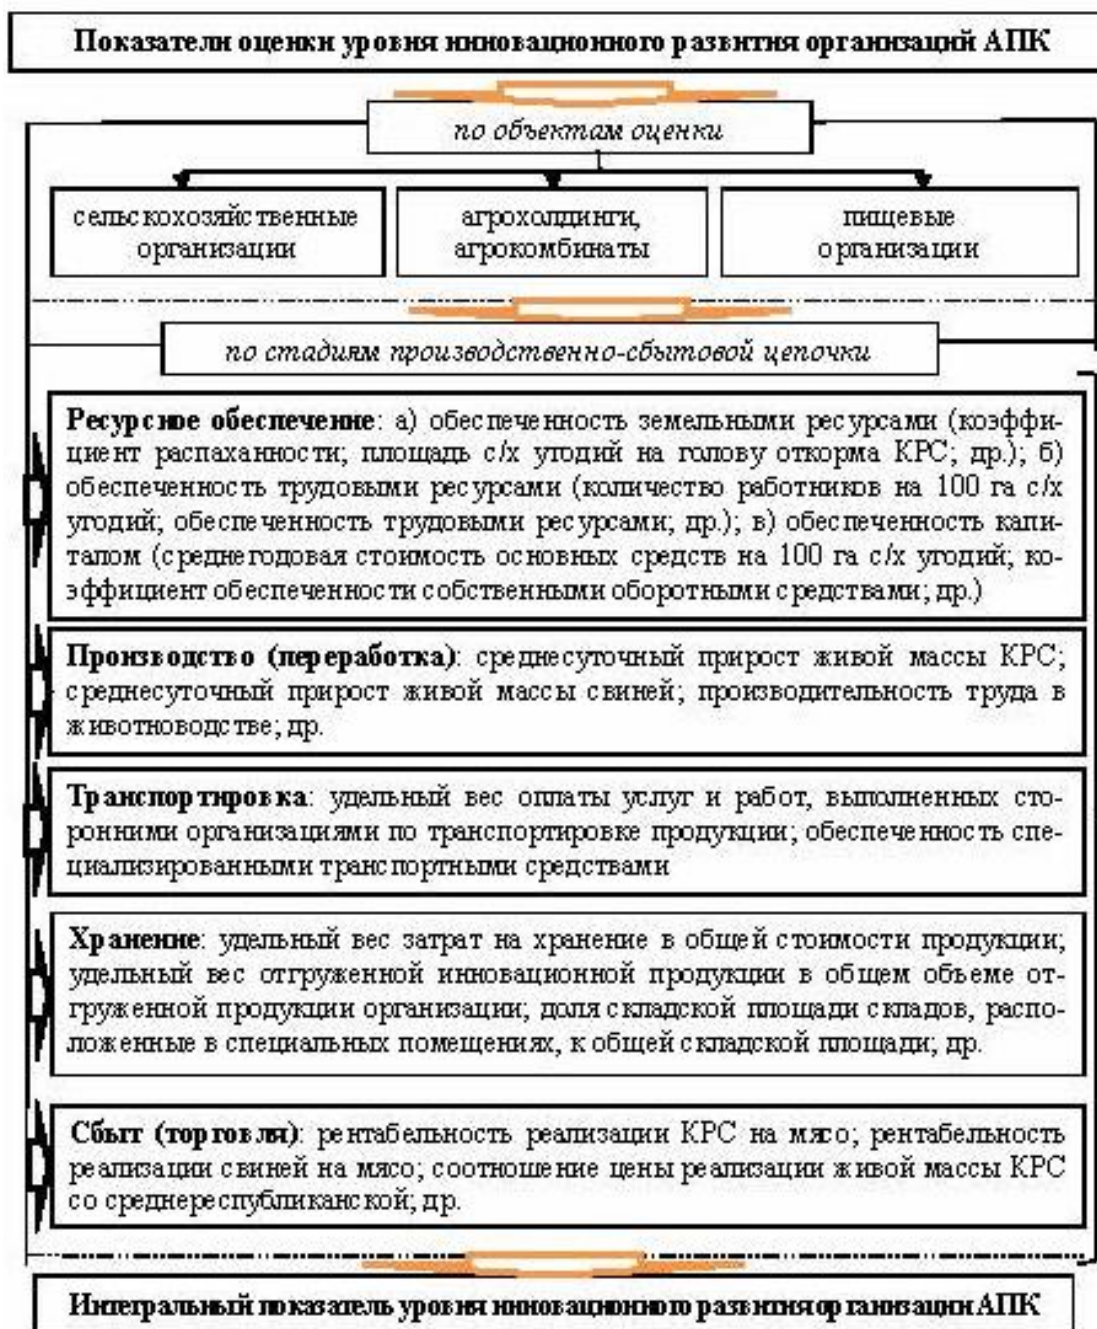 Показатели оценки уровня инновационного развития организаций АПК
по объектам оценки
сельскохозяйственные
организации
агрохолдинги,
агрокомбинаты
пищевые
организации
по стадиям производственно-сбытовой цепочки
Ресурсное обеспечение: а) обеспеченность земельными ресурсами (коэффи-
циент распаханности; площадь с/х угодий на голову откорма КРС; др.); б)
обеспеченность трудовыми ресурсами (количество работников на 100 га с/х
угодий; обеспеченность трудовыми ресурсами; др.); в) обеспеченность капи-
талом (среднегодовая стоимость основных средств на 100 га с/х угодий; ко-
эффициент обеспеченности собственными оборотными средствами; др.)
Производство (переработка): среднесуточный прирост живой массы КРС;
среднесуточный прирост живой массы свиней; производительность труда в
животноводстве; др.
Транспортировка: удельный вес оплаты услуг и работ, выполненных сто-
ронними организациями по транспортировке продукции; обеспеченность спе-
циализированными транспортными средствами
Хранение: удельный вес затрат на хранение в общей стоимости продукции;
удельный вес отгруженной инновационной продукции в общем объеме от-
груженной продукции организации; доля складской площади складов, распо-
ложенные в специальных помещениях, к общей складской площади; др.
Сбыт (торговля): рентабельность реализации КРС на мясо; рентабельность
реализации свиней на мясо; соотношение цены реализации живой массы КРС
со среднереспубликанской; др.
Интегральный показатель уровня инновационного развития организации АПК